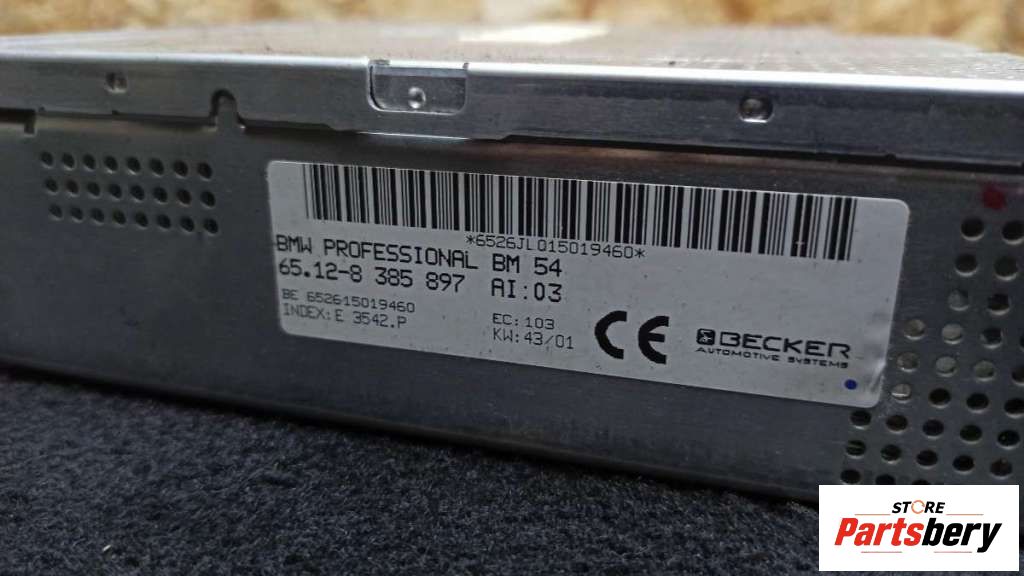 *6526JL015019460*
BMW PROFESSIONAL BM 54
65.12-8 385 897 AI:03
BE 652615019460
INDEX:E 3542.P
EC:103
KW:43/01
CE
BECKER
AUTOMOTIVE SYSTEMS
STORE
Partsbery